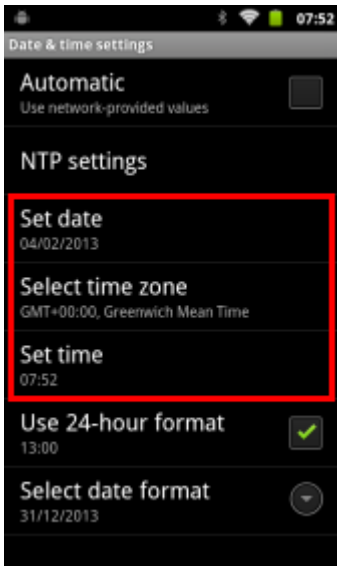 07:52
Date & time settings
Automatic
Use network-provided values
NTP settings
Set date
04/02/2013
Select time zone
GMT+00:00, Greenwich Mean Time
Set time
07:52
Use 24-hour format
13:00
Select date format
31/12/2013